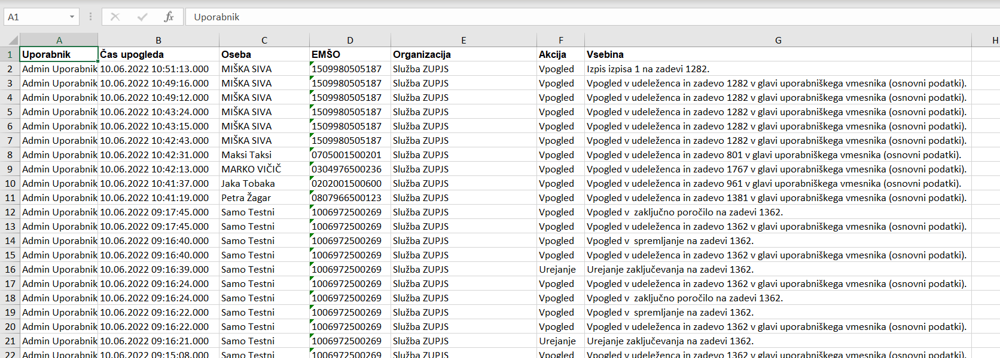 A1 fx Uporabnik
A B C D E F G H
1 Uporabnik Čas upogleda Oseba EMŠO Organizacija Akcija Vsebina
2 Admin Uporabnik 10.06.2022 10:51:13.000 MIŠKA SIVA 1509980505187 Služba ZUPJS Vpogled Izpis izpisa 1 na zadevi 1282.
3 Admin Uporabnik 10.06.2022 10:49:16.000 MIŠKA SIVA 1509980505187 Služba ZUPJS Vpogled Vpogled v udeleženca in zadevo 1282 v glavi uporabniškega vmesnika (osnovni podatki).
4 Admin Uporabnik 10.06.2022 10:49:12.000 MIŠKA SIVA 1509980505187 Služba ZUPJS Vpogled Vpogled v udeleženca in zadevo 1282 v glavi uporabniškega vmesnika (osnovni podatki).
5 Admin Uporabnik 10.06.2022 10:43:24.000 MIŠKA SIVA 1509980505187 Služba ZUPJS Vpogled Vpogled v udeleženca in zadevo 1282 v glavi uporabniškega vmesnika (osnovni podatki).
6 Admin Uporabnik 10.06.2022 10:43:15.000 MIŠKA SIVA 1509980505187 Služba ZUPJS Vpogled Vpogled v udeleženca in zadevo 1282 v glavi uporabniškega vmesnika (osnovni podatki).
7 Admin Uporabnik 10.06.2022 10:42:43.000 MIŠKA SIVA 1509980505187 Služba ZUPJS Vpogled Vpogled v udeleženca in zadevo 1282 v glavi uporabniškega vmesnika (osnovni podatki).
8 Admin Uporabnik 10.06.2022 10:42:31.000 Maksi Taksi 0705001500201 Služba ZUPJS Vpogled Vpogled v udeleženca in zadevo 801 v glavi uporabniškega vmesnika (osnovni podatki).
9 Admin Uporabnik 10.06.2022 10:42:13.000 MARKO VIČIČ 0304976500236 Služba ZUPJS Vpogled Vpogled v udeleženca in zadevo 1767 v glavi uporabniškega vmesnika (osnovni podatki).
10 Admin Uporabnik 10.06.2022 10:41:37.000 Jaka Tobaka 0202001500600 Služba ZUPJS Vpogled Vpogled v udeleženca in zadevo 961 v glavi uporabniškega vmesnika (osnovni podatki).
11 Admin Uporabnik 10.06.2022 10:41:19.000 Petra Žagar 0807966500123 Služba ZUPJS Vpogled Vpogled v udeleženca in zadevo 1381 v glavi uporabniškega vmesnika (osnovni podatki).
12 Admin Uporabnik 10.06.2022 09:17:45.000 Samo Testni 1006972500269 Služba ZUPJS Vpogled Vpogled v zaključno poročilo na zadevi 1362.
13 Admin Uporabnik 10.06.2022 09:17:45.000 Samo Testni 1006972500269 Služba ZUPJS Vpogled Vpogled v udeleženca in zadevo 1362 v glavi uporabniškega vmesnika (osnovni podatki).
14 Admin Uporabnik 10.06.2022 09:16:40.000 Samo Testni 1006972500269 Služba ZUPJS Vpogled Vpogled v spremljanje na zadevi 1362.
15 Admin Uporabnik 10.06.2022 09:16:40.000 Samo Testni 1006972500269 Služba ZUPJS Vpogled Vpogled v udeleženca in zadevo 1362 v glavi uporabniškega vmesnika (osnovni podatki).
16 Admin Uporabnik 10.06.2022 09:16:39.000 Samo Testni 1006972500269 Služba ZUPJS Urejanje Urejanje zaključevanja na zadevi 1362.
17 Admin Uporabnik 10.06.2022 09:16:24.000 Samo Testni 1006972500269 Služba ZUPJS Vpogled Vpogled v udeleženca in zadevo 1362 v glavi uporabniškega vmesnika (osnovni podatki).
18 Admin Uporabnik 10.06.2022 09:16:24.000 Samo Testni 1006972500269 Služba ZUPJS Vpogled Vpogled v zaključno poročilo na zadevi 1362.
19 Admin Uporabnik 10.06.2022 09:16:22.000 Samo Testni 1006972500269 Služba ZUPJS Vpogled Vpogled v spremljanje na zadevi 1362.
20 Admin Uporabnik 10.06.2022 09:16:22.000 Samo Testni 1006972500269 Služba ZUPJS Vpogled Vpogled v udeleženca in zadevo 1362 v glavi uporabniškega vmesnika (osnovni podatki).
21 Admin Uporabnik 10.06.2022 09:16:21.000 Samo Testni 1006972500269 Služba ZUPJS Urejanje Urejanje zaključevanja na zadevi 1362.
22 Admin Uporabnik 10.06.2022 09:15:08.000 Samo Testni 1006972500269 Služba ZUPJS Vpogled Vpogled v udeleženca in zadevo 1362 v glavi uporabniškega vmesnika (osnovni podatki).